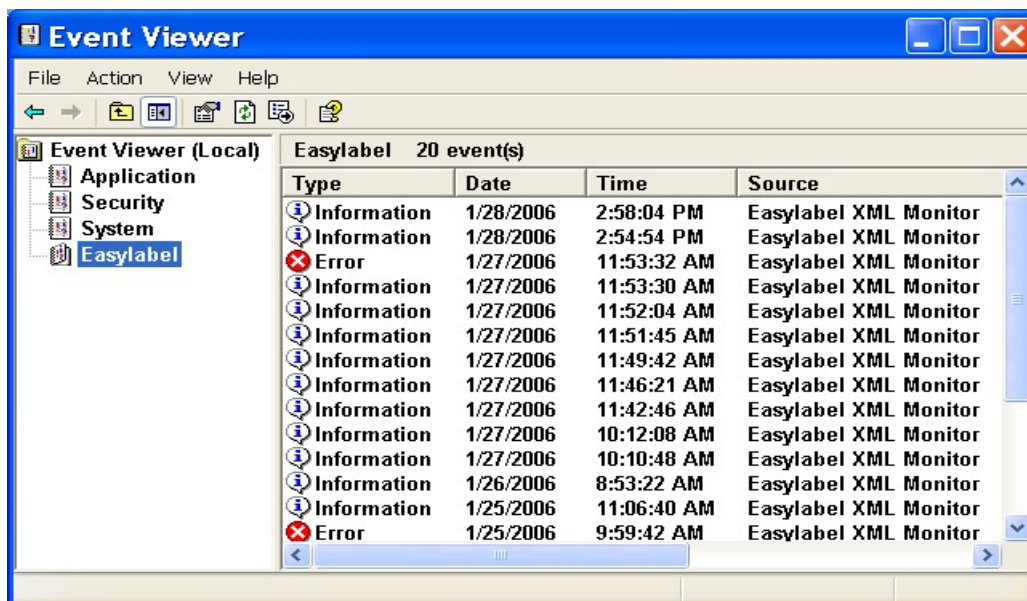 Event Viewer
File Action View Help
Event Viewer (Local)
Application
Security
System
Easylabel
Easylabel 20 event(s)
Type Date Time Source
Information 1/28/2006 2:58:04 PM Easylabel XML Monitor
Information 1/28/2006 2:54:54 PM Easylabel XML Monitor
Error 1/27/2006 11:53:32 AM Easylabel XML Monitor
Information 1/27/2006 11:53:30 AM Easylabel XML Monitor
Information 1/27/2006 11:52:04 AM Easylabel XML Monitor
Information 1/27/2006 11:51:45 AM Easylabel XML Monitor
Information 1/27/2006 11:49:42 AM Easylabel XML Monitor
Information 1/27/2006 11:46:21 AM Easylabel XML Monitor
Information 1/27/2006 11:42:46 AM Easylabel XML Monitor
Information 1/27/2006 10:12:08 AM Easylabel XML Monitor
Information 1/27/2006 10:10:48 AM Easylabel XML Monitor
Information 1/26/2006 8:53:22 AM Easylabel XML Monitor
Information 1/25/2006 11:06:40 AM Easylabel XML Monitor
Error 1/25/2006 9:59:42 AM Easylabel XML Monitor